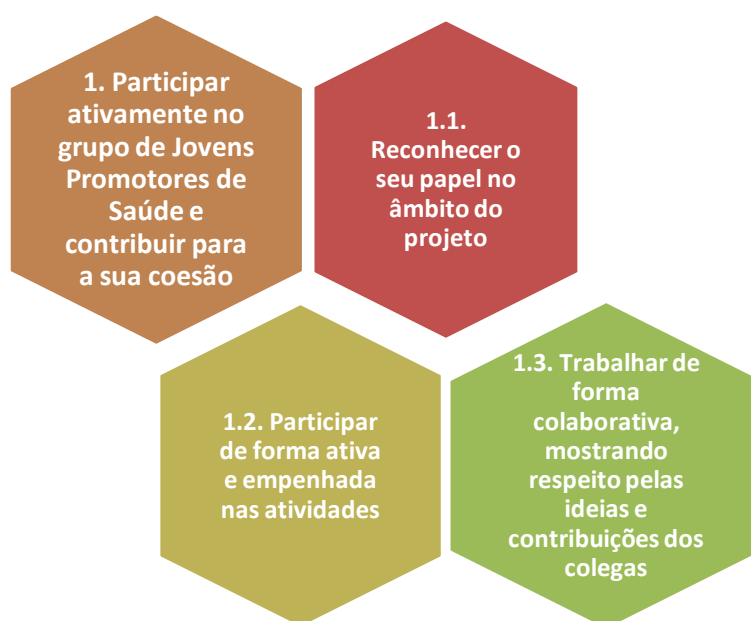 1. Participar
ativamente no
grupo de Jovens
Promotores de
Saúde e
contribuir para
a sua coesão
1.1.
Reconhecer o
seu papel no
âmbito do
projeto
1.2. Participar
de forma ativa
e empenhada
nas atividades
1.3. Trabalhar de
forma
colaborativa,
mostrando
respeito pelas
ideias e
contribuições dos
colegas